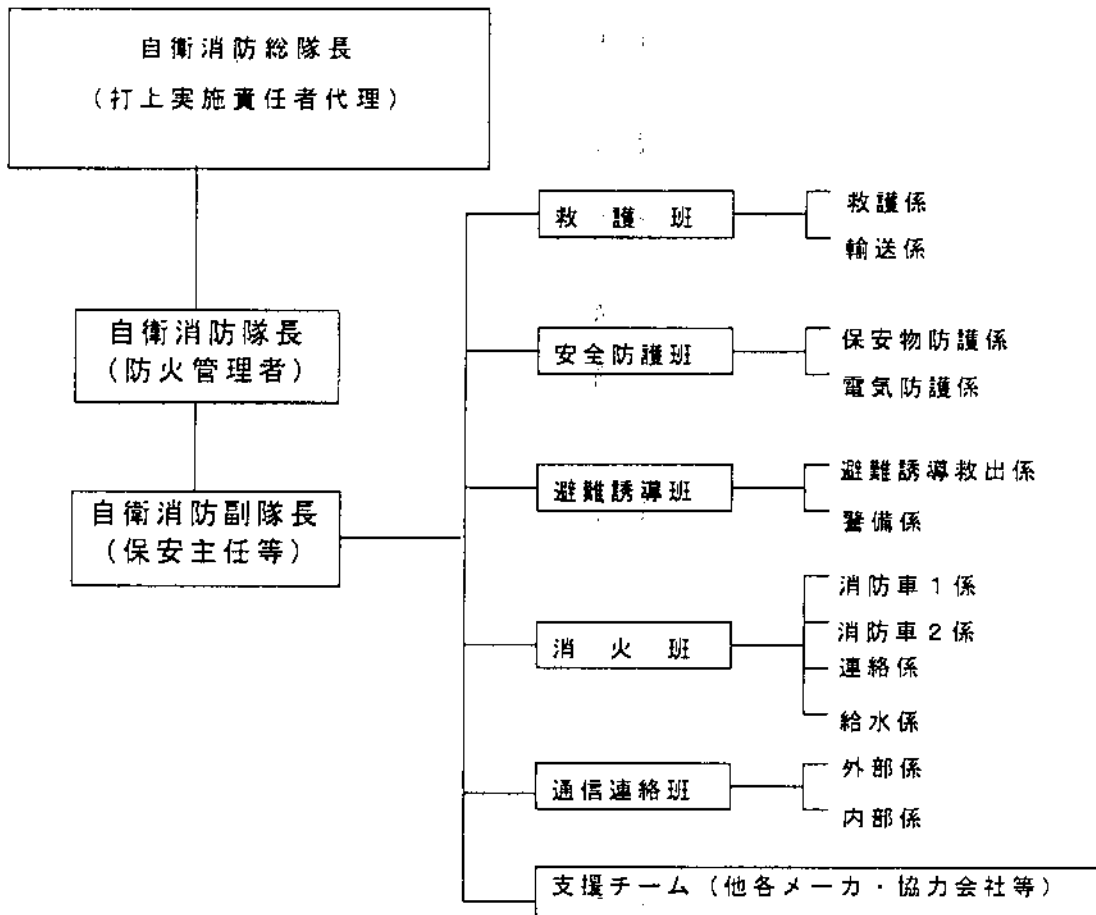 自衛消防総隊長
（打上実施責任者代理）
自衛消防隊長
（防火管理者）
自衛消防副隊長
（保安主任等）
救護班
救護係
輸送係
安全防護班
保安物防護係
電気防護係
避難誘導班
避難誘導救出係
警備係
消火班
消防車1係
消防車2係
連絡係
給水係
通信連絡班
外部係
内部係
支援チーム（他各メーカ・協力会社等）